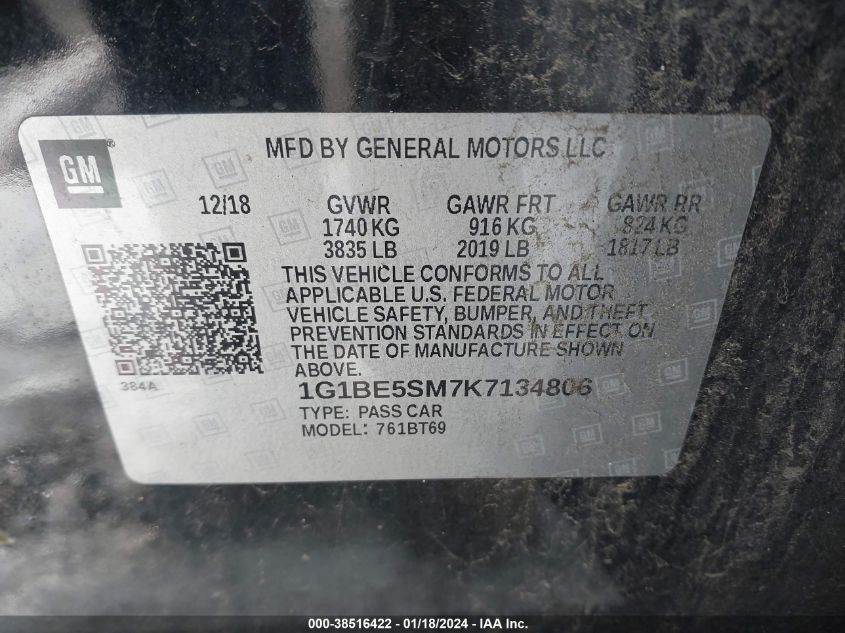 GM
MFD BY GENERAL MOTORS LLC
12/18 GVWR GAWR FRT GAWR RR
1740 KG 916 KG 824 KG
3835 LB 2019 LB 1817 LB
THIS VEHICLE CONFORMS TO ALL
APPLICABLE U.S. FEDERAL MOTOR
VEHICLE SAFETY, BUMPER, AND THEFT
PREVENTION STANDARDS IN EFFECT ON
THE DATE OF MANUFACTURE SHOWN
ABOVE.
384A
1G1BE5SM7K7134806
TYPE: PASS CAR
MODEL: 761BT69
000-38516422 - 01/18/2024 - IAA Inc.